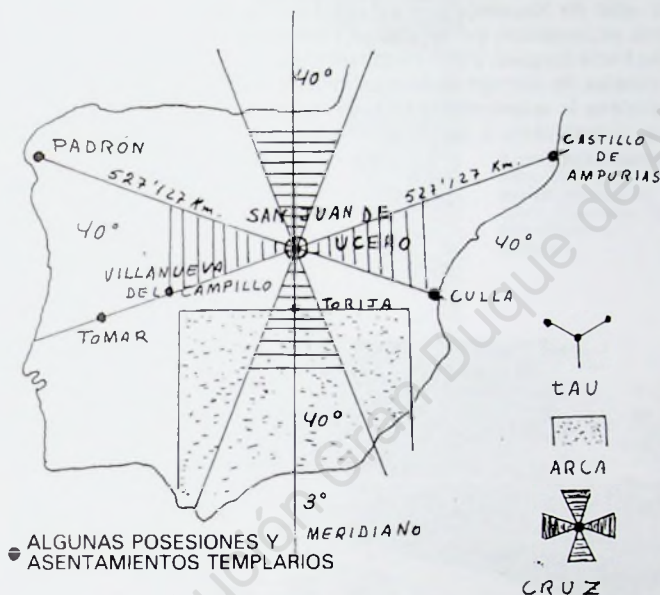 40°
PADRÓN
527'127 Km.
527'127 Km.
CASTILLO
DE
AMPURIAS
SAN JUAN DE
UCERO
40°
40°
VILLANUEVA
DEL CAMPILLO
CULLA
TORIJA
TOMAR
TAU
40°
ARCA
3°
MERIDIANO
ALGUNAS POSESIONES Y
ASENTAMIENTOS TEMPLARIOS
CRUZ